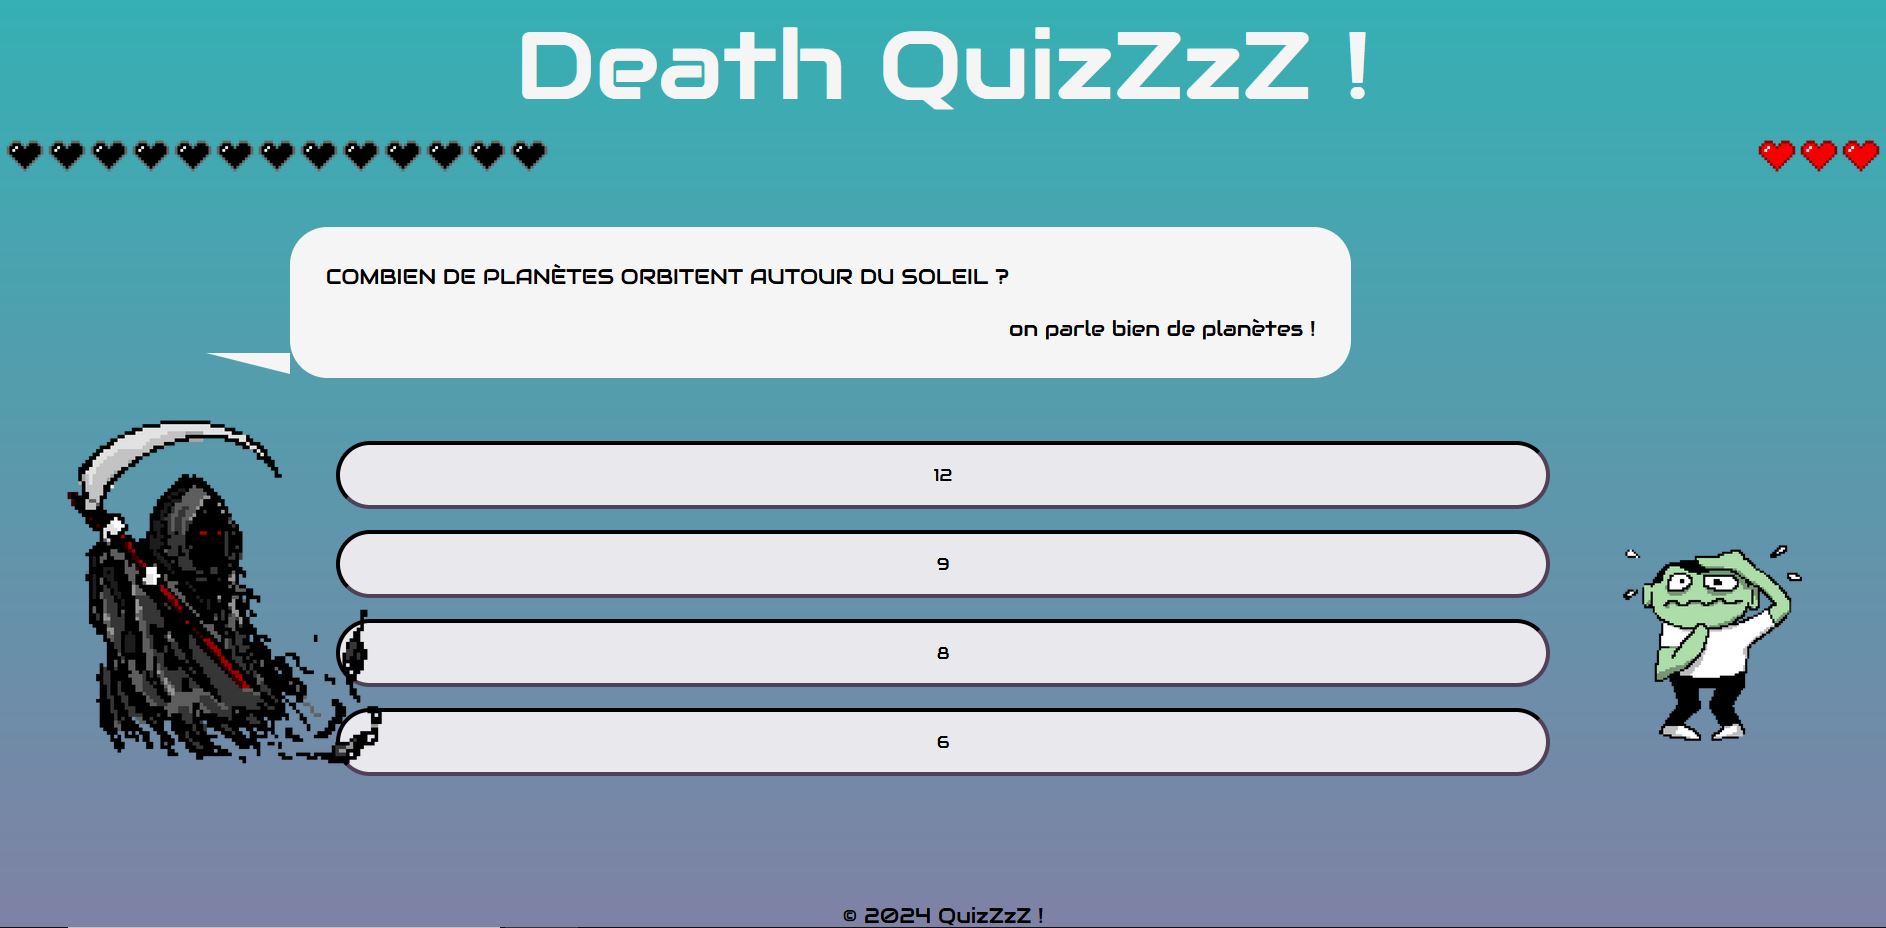 Death QuizZzZ !
COMBIEN DE PLANÈTES ORBITENT AUTOUR DU SOLEIL ?
on parle bien de planètes !
12
9
8
6
© 2024 QuizZzZ !